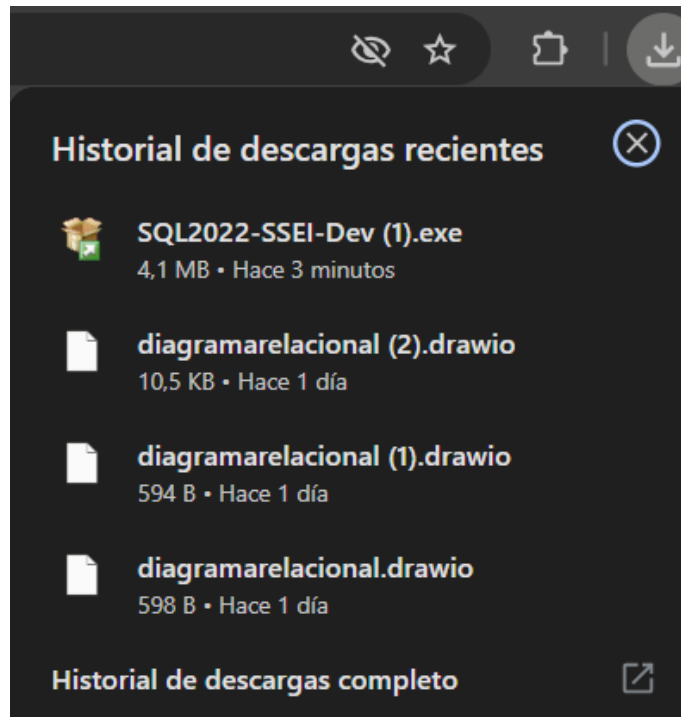 Historial de descargas recientes
SQL2022-SSEI-Dev (1).exe
4,1 MB • Hace 3 minutos
diagramarelacional (2).drawio
10,5 KB • Hace 1 día
diagramarelacional (1).drawio
594 B • Hace 1 día
diagramarelacional.drawio
598 B • Hace 1 día
Historial de descargas completo